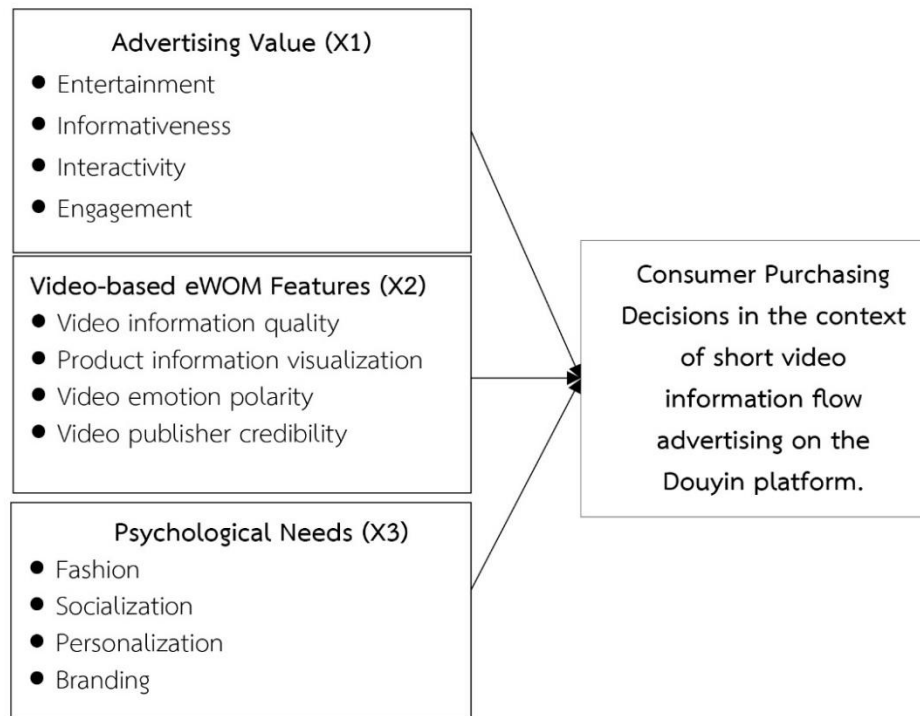 Advertising Value (X1)
● Entertainment
● Informativeness
● Interactivity
● Engagement
Video-based eWOM Features (X2)
● Video information quality
● Product information visualization
● Video emotion polarity
● Video publisher credibility
Psychological Needs (X3)
● Fashion
● Socialization
● Personalization
● Branding
Consumer Purchasing
Decisions in the context
of short video
information flow
advertising on the
Douyin platform.